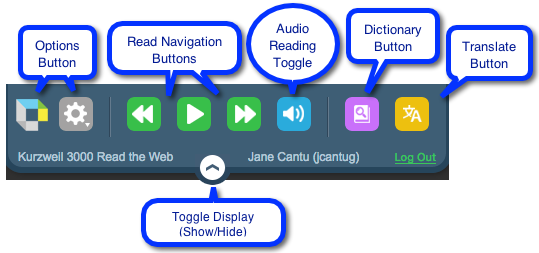 Options
Button
Read Navigation
Buttons
Audio
Reading
Toggle
Dictionary
Button
Translate
Button
Kurzweil 3000 Read the Web
Jane Cantu (jcantug)
Log Out
Toggle Display
(Show/Hide)